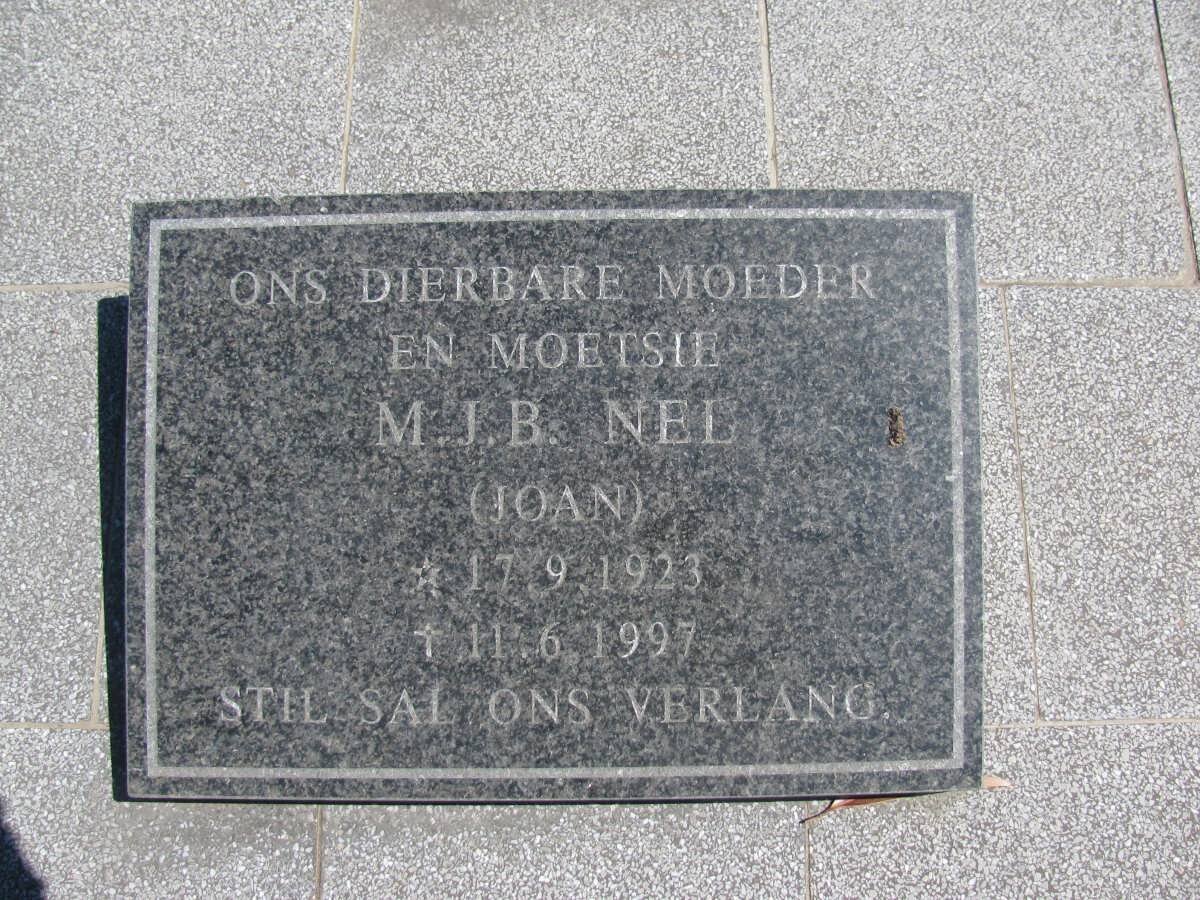 ONS DIERBARE MOEDER
EN MOETSIE
M.J.B. NEL
(JOAN)
☆ 17.9.1923
† 11.6.1997
STIL SAL ONS VERLANG.